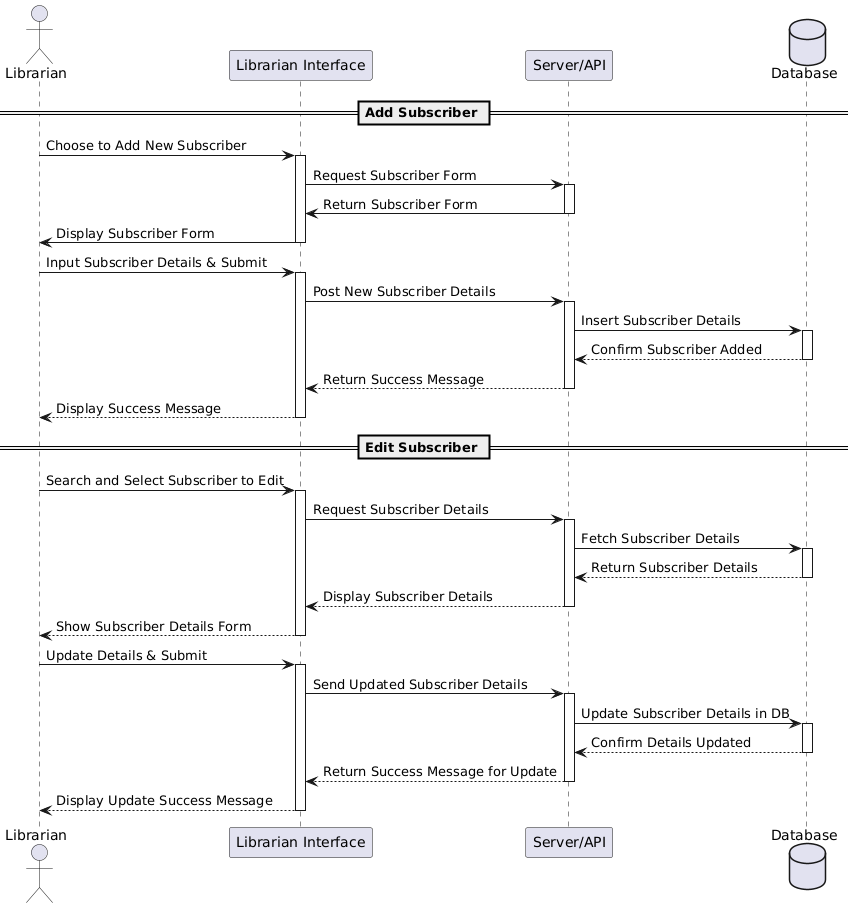 Librarian
Librarian Interface
Server/API
Database
Add Subscriber
Choose to Add New Subscriber
Request Subscriber Form
Return Subscriber Form
Display Subscriber Form
Input Subscriber Details & Submit
Post New Subscriber Details
Insert Subscriber Details
Confirm Subscriber Added
Return Success Message
Display Success Message
Edit Subscriber
Search and Select Subscriber to Edit
Request Subscriber Details
Fetch Subscriber Details
Return Subscriber Details
Display Subscriber Details
Show Subscriber Details Form
Update Details & Submit
Send Updated Subscriber Details
Update Subscriber Details in DB
Confirm Details Updated
Return Success Message for Update
Display Update Success Message
Librarian
Librarian Interface
Server/API
Database